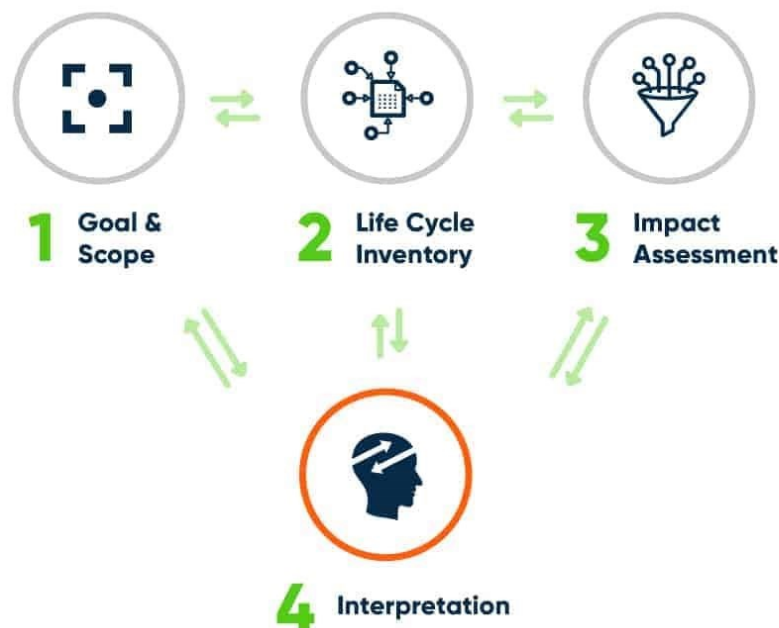 1 Goal &
Scope
2 Life Cycle
Inventory
3 Impact
Assessment
4 Interpretation